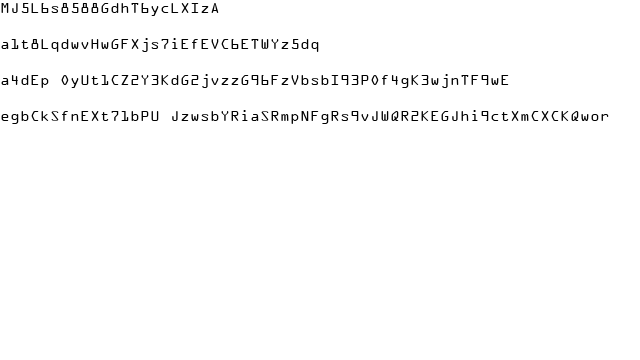 MJ5L6s8588GdhT6ycLXIzA
a1t8LqdwvHwGFXjs7iEfEVC6ETWYz5dq
a4dEp 0yUt1CZ2Y3KdG2jvzzG96FzVbsbI93P0f4gK3wjnTF9wE
egbCkSfnEXt71bPU JzwsbYRiaSRmpNFgRs9vJWQR2KEGJhi9ctXmCXCKQwor